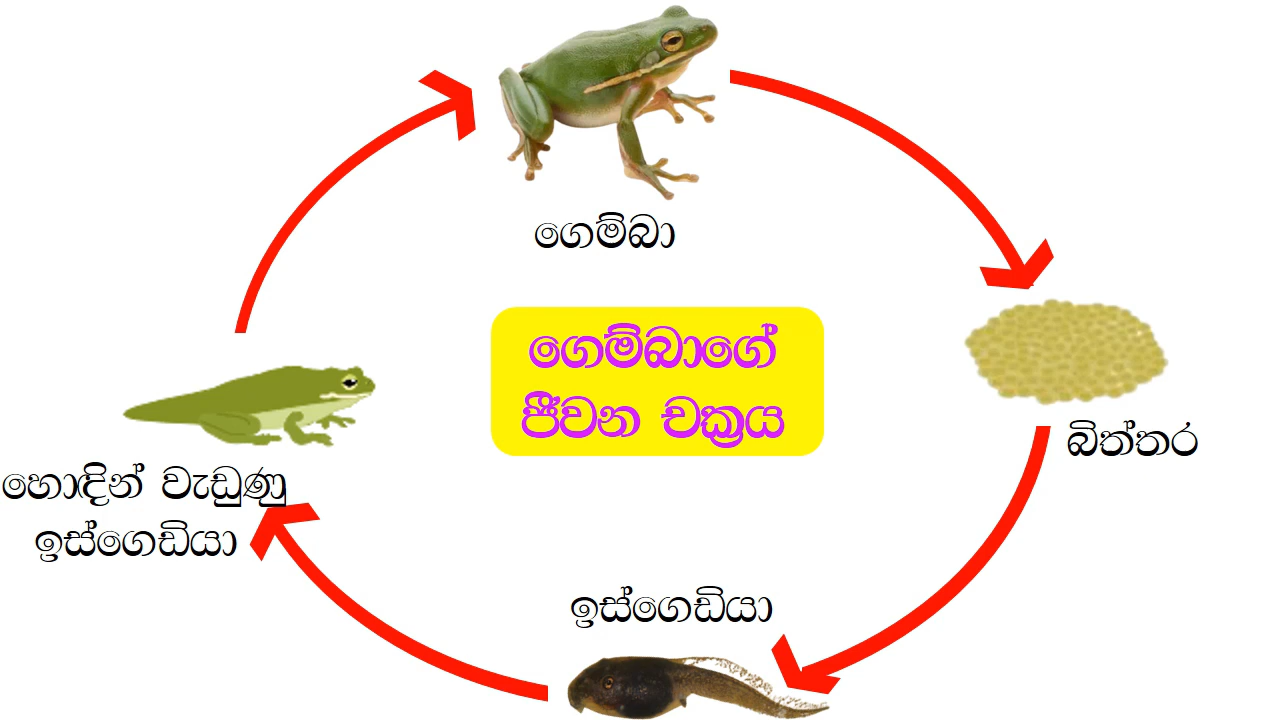 ගෙම්බා
ගෙම්බාගේ
ජීවන චක්‍රය
බිත්තර
හොඳින් වැඩුණු
ඉස්ගෙඩියා
ඉස්ගෙඩියා